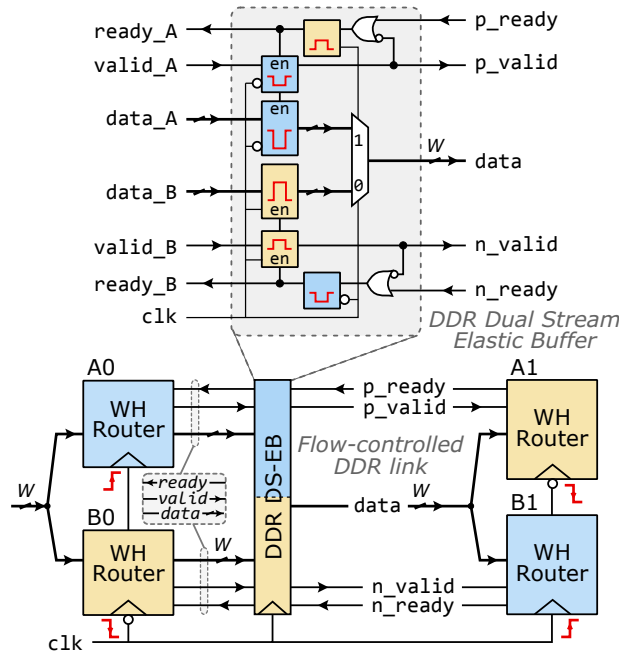 ready_A
p_ready
valid_A
en
p_valid
en
data_A
1
W
data
0
data_B
en
valid_B
n_valid
en
ready_B
n_ready
clk
DDR Dual Stream
Elastic Buffer
A0
A1
WH
Router
p_ready
p_valid
WH
Router
Flow-controlled
DDR link
W
ready
valid
data
DDR DS-EB
data
W
B0
B1
WH
Router
W
WH
Router
n_valid
n_ready
clk